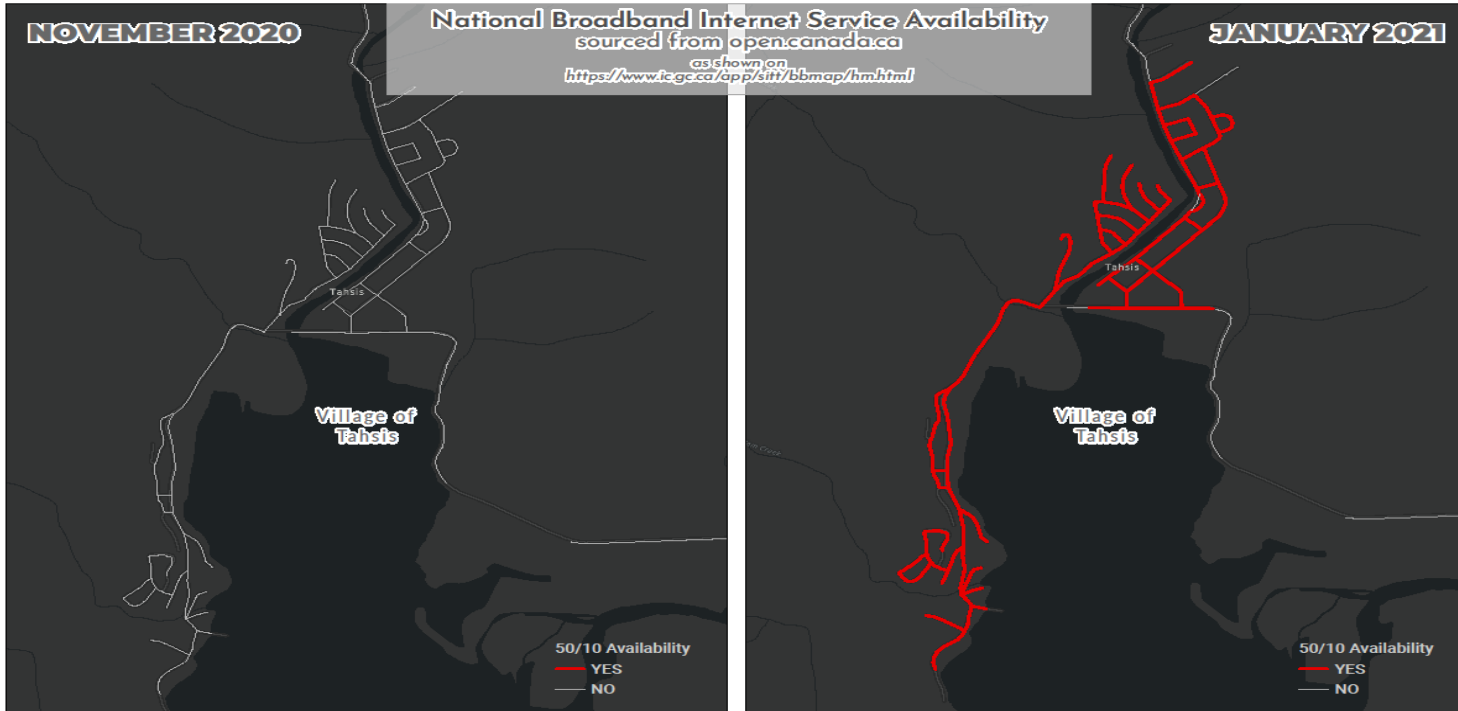 NOVEMBER 2020
National Broadband Internet Service Availability
sourced from open.canada.ca
as shown on
https://www.ic.gc.ca/app/sitt/bbmap/hm.html
JANUARY 2021
Tahsis
Village of
Tahsis
50/10 Availability
YES
NO
Tahsis
Village of
Tahsis
50/10 Availability
YES
NO